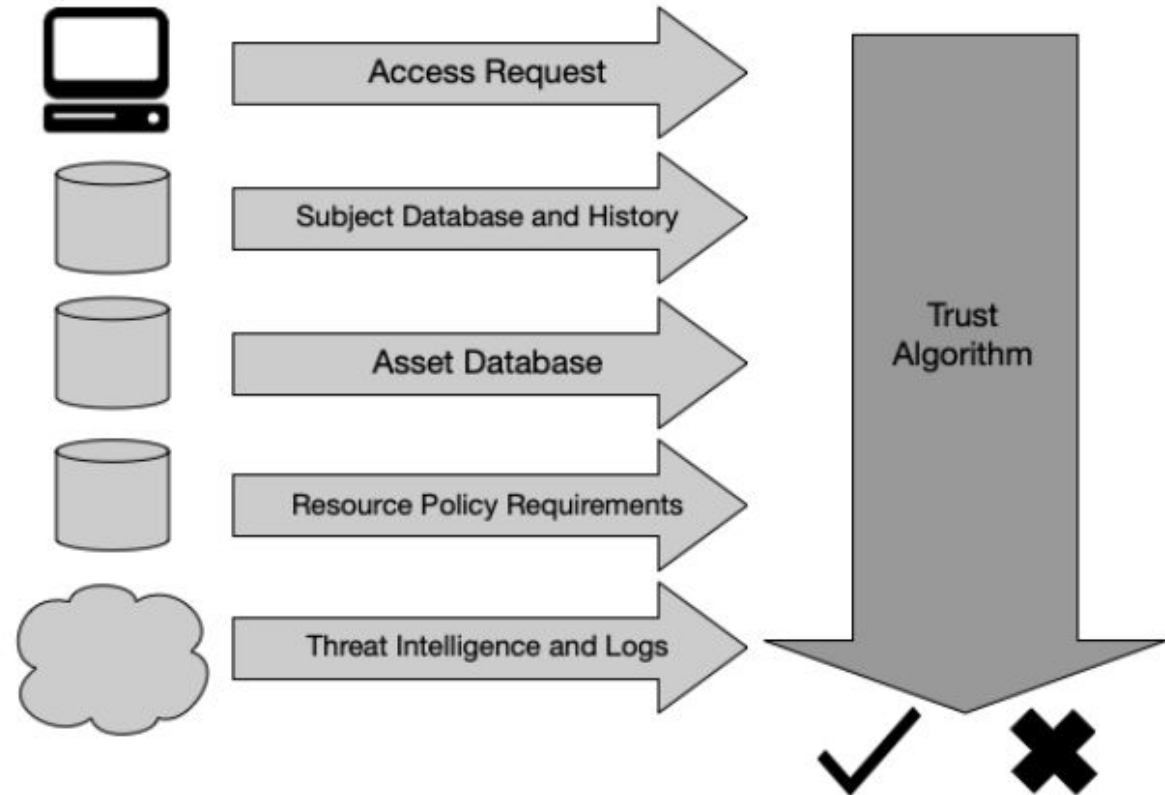 Access Request
Subject Database and History
Asset Database
Resource Policy Requirements
Threat Intelligence and Logs
Trust
Algorithm